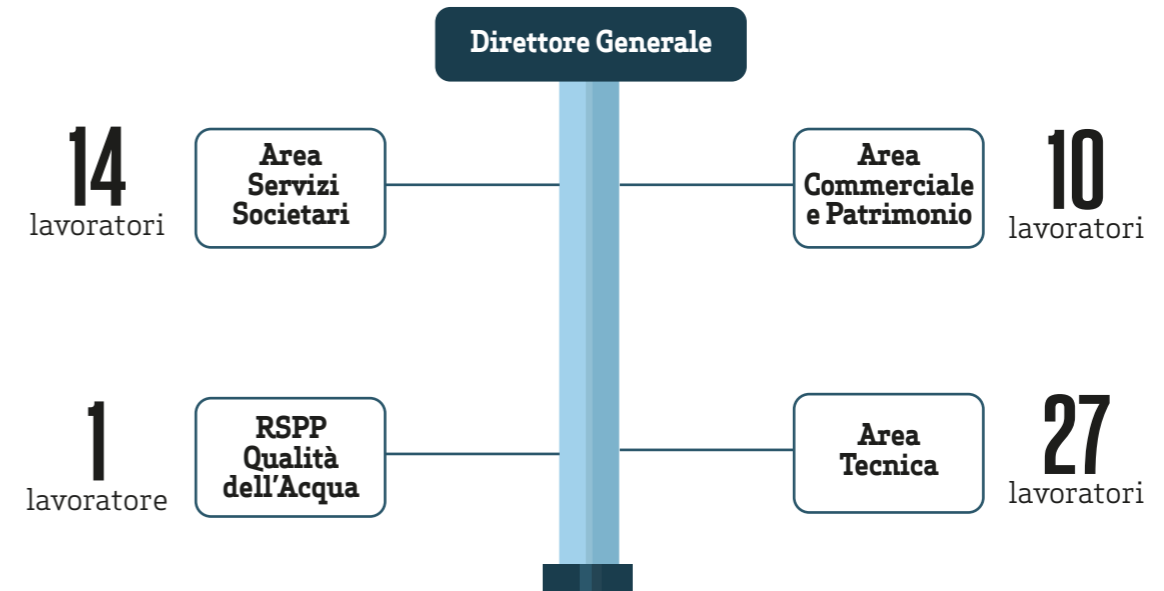 Direttore Generale
14
lavoratori
Area
Servizi
Societari
Area
Commerciale
e Patrimonio
10
lavoratori
1
lavoratore
RSPP
Qualità
dell'Acqua
Area
Tecnica
27
lavoratori